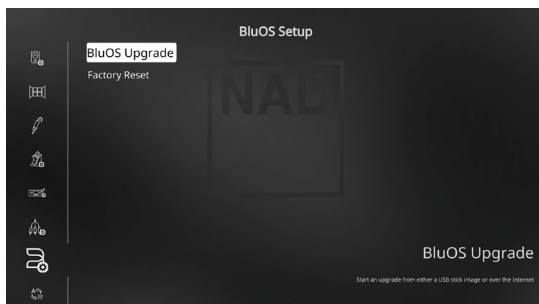 BluOS Setup
BluOS Upgrade
Factory Reset
NAD
BluOS Upgrade
Start an upgrade from either a USB stick image or over the Internet